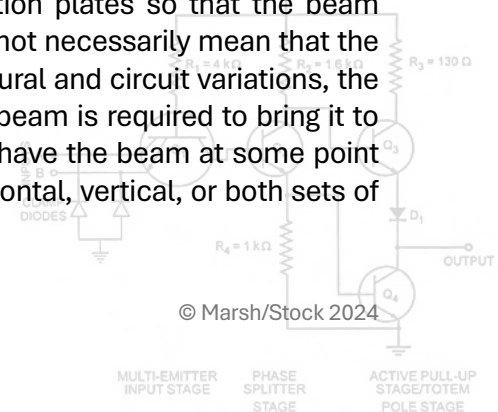 tion plates so that the beam
not necessarily mean that the
ural and circuit variations, the
beam is required to bring it to
have the beam at some point
ontal, vertical, or both sets of
© Marsh/Stock 2024
R₁ = 4 kΩ
R₂ = 1.6 kΩ
R₃ = 130 Ω
Q₃
B
DIODES
D₁
R₄ = 1 kΩ
OUTPUT
Q₄
MULTI-EMITTER
INPUT STAGE
PHASE
SPLITTER
STAGE
ACTIVE PULL-UP
STAGE/TOTEM
POLE STAGE